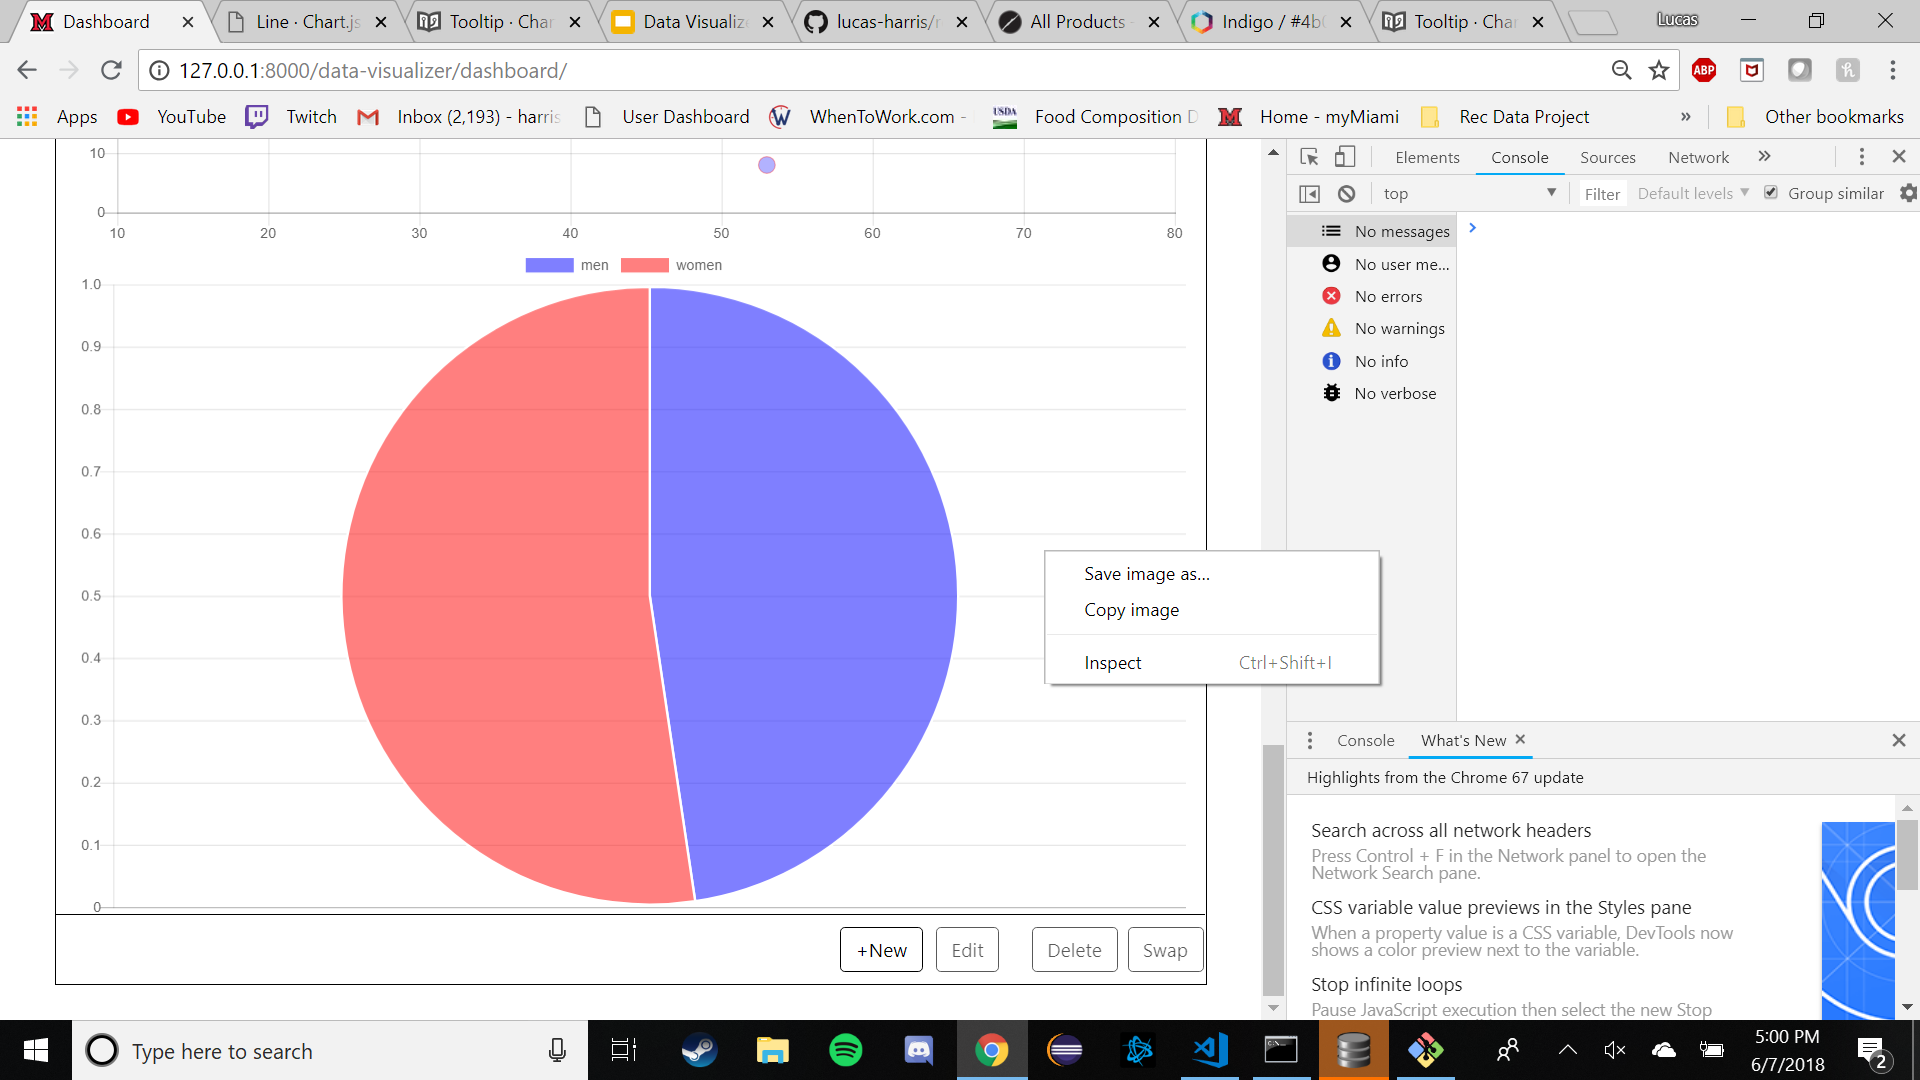 Dashboard
Line · Chart.js
Tooltip · Char
Data Visualiz
lucas-harris/r
All Products -
Indigo / #4b0
Tooltip · Char
Lucas
127.0.0.1:8000/data-visualizer/dashboard/
ABP
Apps
YouTube
Twitch
Inbox (2,193) - harris
User Dashboard
WhenToWork.com -
USDA
Food Composition D
Home - myMiami
Rec Data Project
»
Other bookmarks
10
0
10 20 30 40 50 60 70 80
men women
1.0
0.9
0.8
0.7
0.6
0.5
0.4
0.3
0.2
0.1
0
Save image as...
Copy image
Inspect Ctrl+Shift+I
+New Edit Delete Swap
Elements Console Sources Network »
top Filter Default levels Group similar
No messages
No user me...
No errors
No warnings
No info
No verbose
Console What's New
Highlights from the Chrome 67 update
Search across all network headers
Press Control + F in the Network panel to open the
Network Search pane.
CSS variable value previews in the Styles pane
When a property value is a CSS variable, DevTools now
shows a color preview next to the variable.
Stop infinite loops
Pause JavaScript execution then select the new Stop
Type here to search
5:00 PM
6/7/2018
2